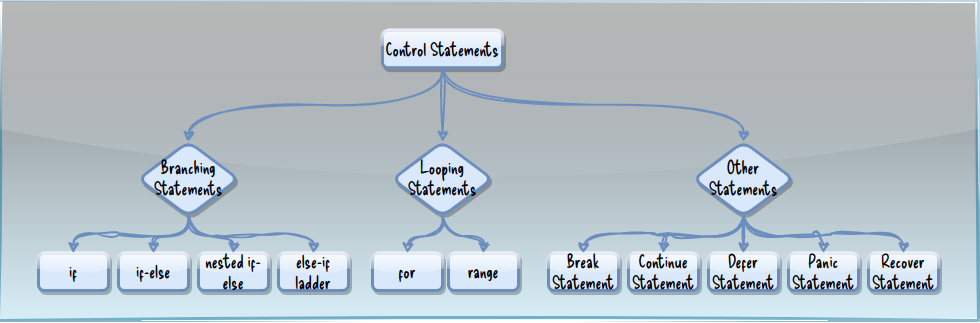 Control Statements
Branching
Statements
Looping
Statements
Other
Statements
if
if-else
nested if-
else
else-if
ladder
for
range
Break
Statement
Continue
Statement
Defer
Statement
Panic
Statement
Recover
Statement